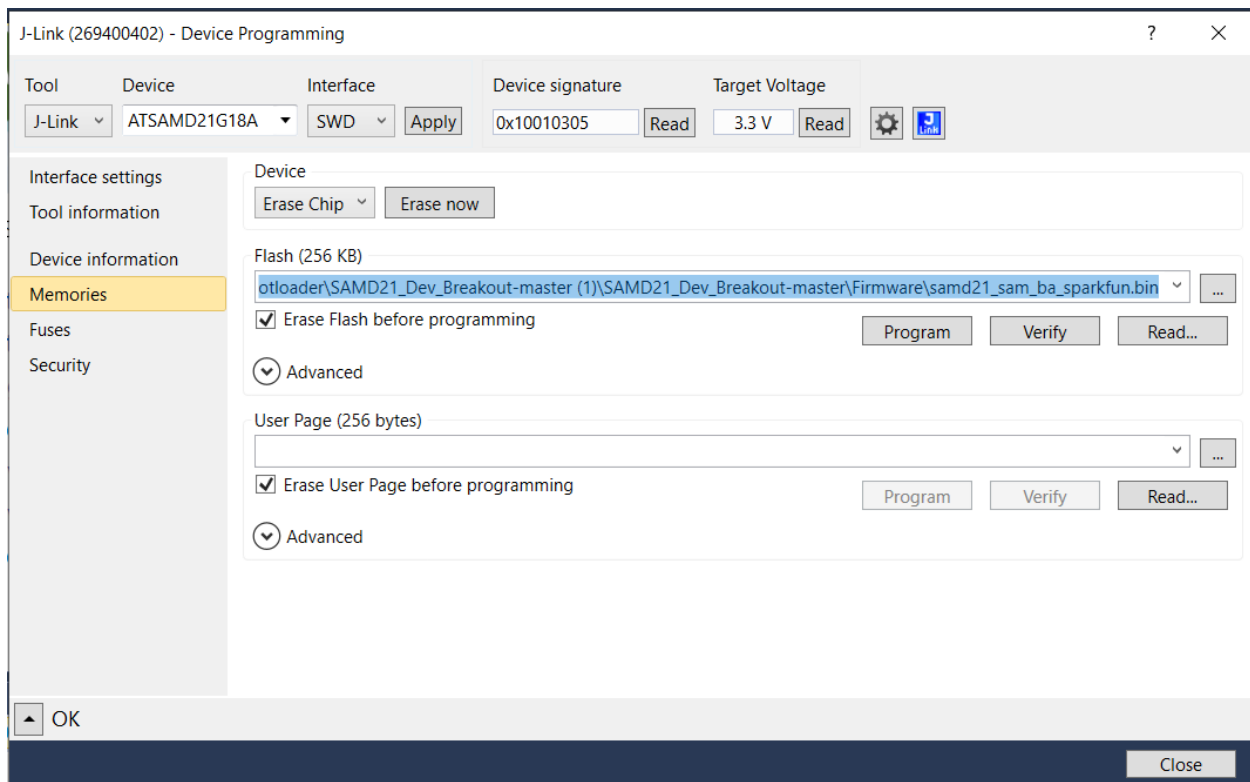 J-Link (269400402) - Device Programming ?
Tool Device Interface Device signature Target Voltage
J-Link ATSAMD21G18A SWD Apply 0x10010305 Read 3.3 V Read J LINK
Interface settings
Tool information
Device information
Memories
Fuses
Security
Device
Erase Chip Erase now
Flash (256 KB)
otloader\SAMD21_Dev_Breakout-master (1)\SAMD21_Dev_Breakout-master\Firmware\samd21_sam_ba_sparkfun.bin ...
Erase Flash before programming
Program Verify Read...
Advanced
User Page (256 bytes)
...
Erase User Page before programming
Program Verify Read...
Advanced
OK
Close